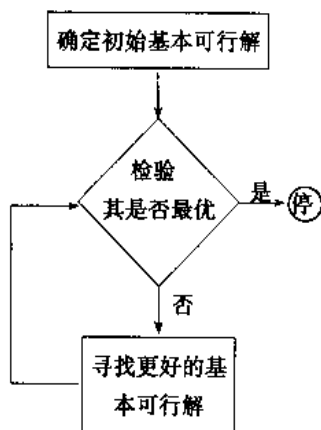 确定初始基本可行解
检验
其是否最优
是
停
否
寻找更好的基
本可行解